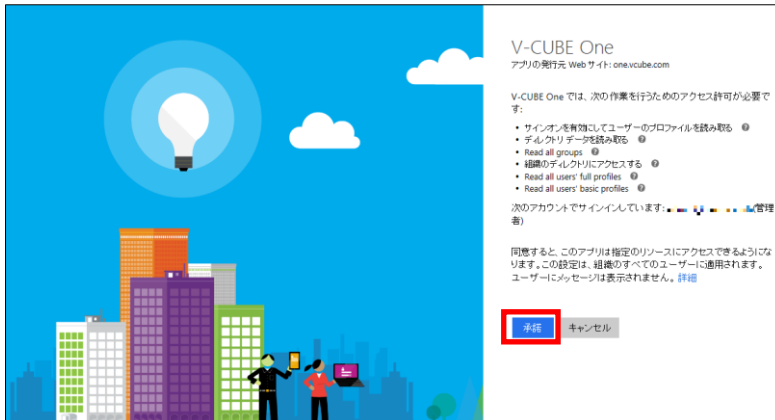 V-CUBE One
アプリの発行元 Web サイト: one.vcube.com
V-CUBE One では、次の作業を行うためのアクセス許可が必要で
す:
• サインオンを有効にしてユーザーのプロファイルを読み取る
• ディレクトリ データを読み取る
• Read all groups
• 組織のディレクトリにアクセスする
• Read all users' full profiles
• Read all users' basic profiles
次のアカウントでサインインしています: (管理
者)
同意すると、このアプリは指定のリソースにアクセスできるようにな
ります。この設定は、組織のすべてのユーザーに適用されます。
ユーザーにメッセージは表示されません。 詳細
承諾 キャンセル